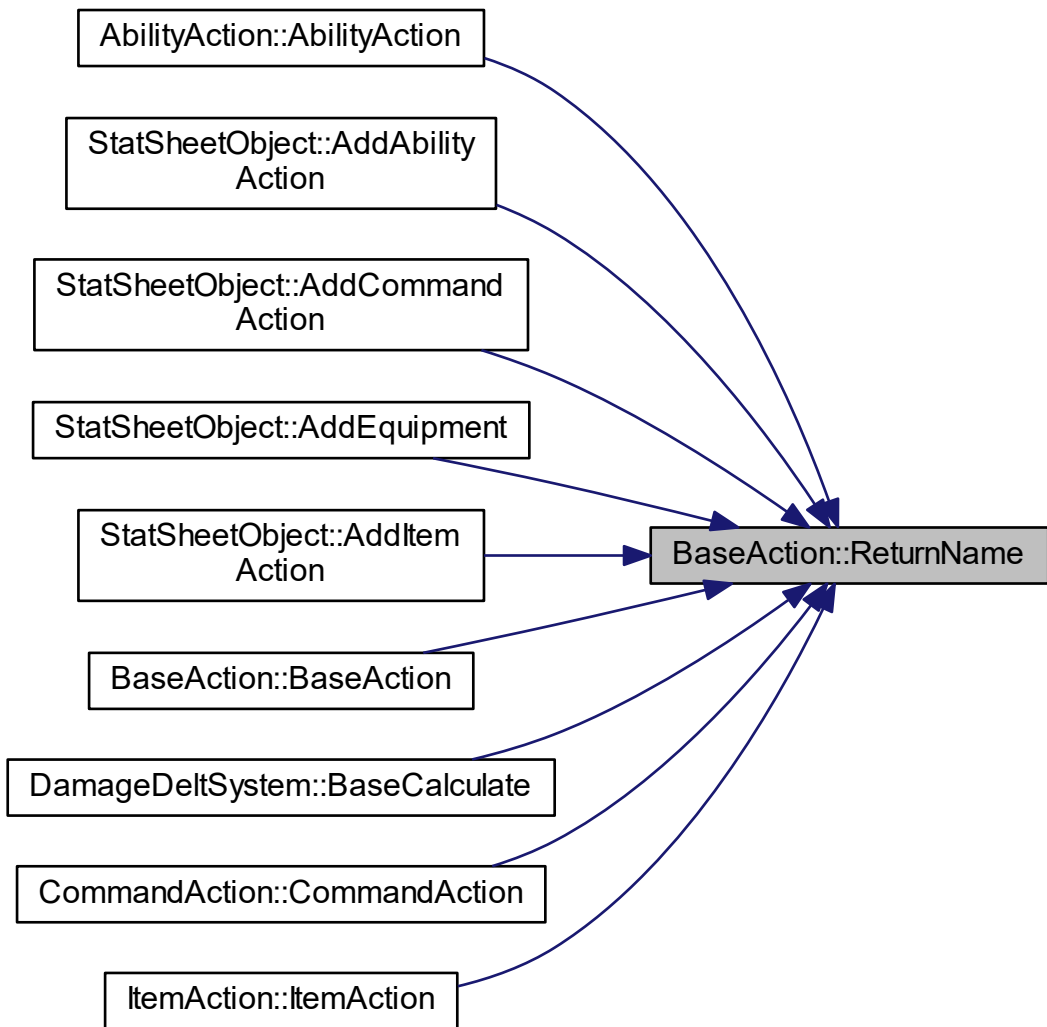 AbilityAction::AbilityAction
StatSheetObject::AddAbility
Action
StatSheetObject::AddCommand
Action
StatSheetObject::AddEquipment
StatSheetObject::AddItem
Action
BaseAction::ReturnName
BaseAction::BaseAction
DamageDeltSystem::BaseCalculate
CommandAction::CommandAction
ItemAction::ItemAction